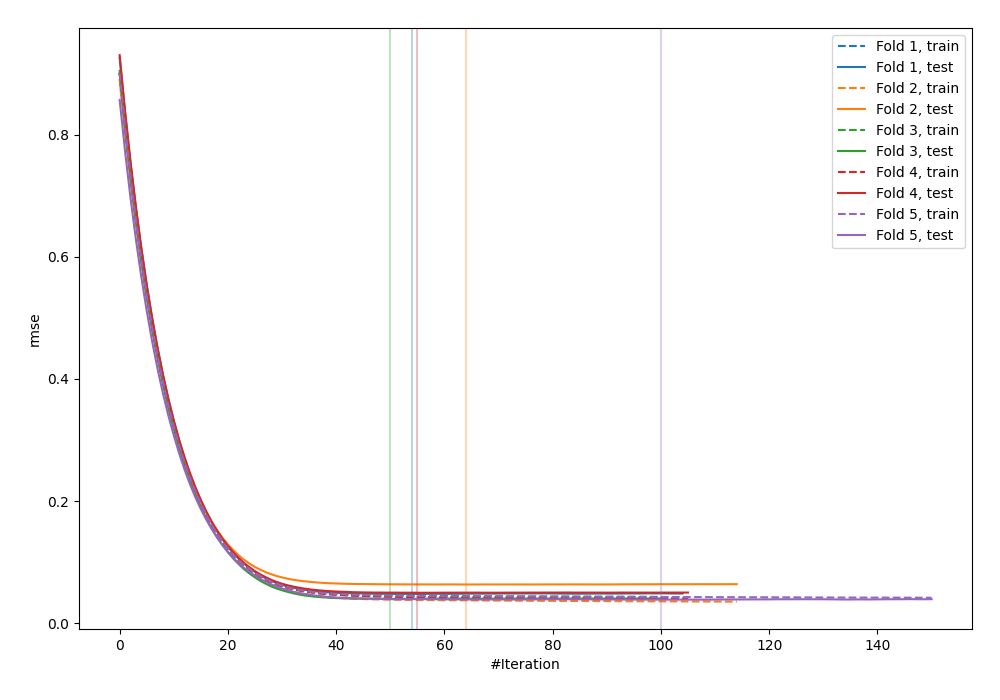 Fold 1, train
Fold 1, test
Fold 2, train
Fold 2, test
Fold 3, train
Fold 3, test
Fold 4, train
Fold 4, test
Fold 5, train
Fold 5, test
rmse
0.8
0.6
0.4
0.2
0.0
0 20 40 60 80 100 120 140
#Iteration